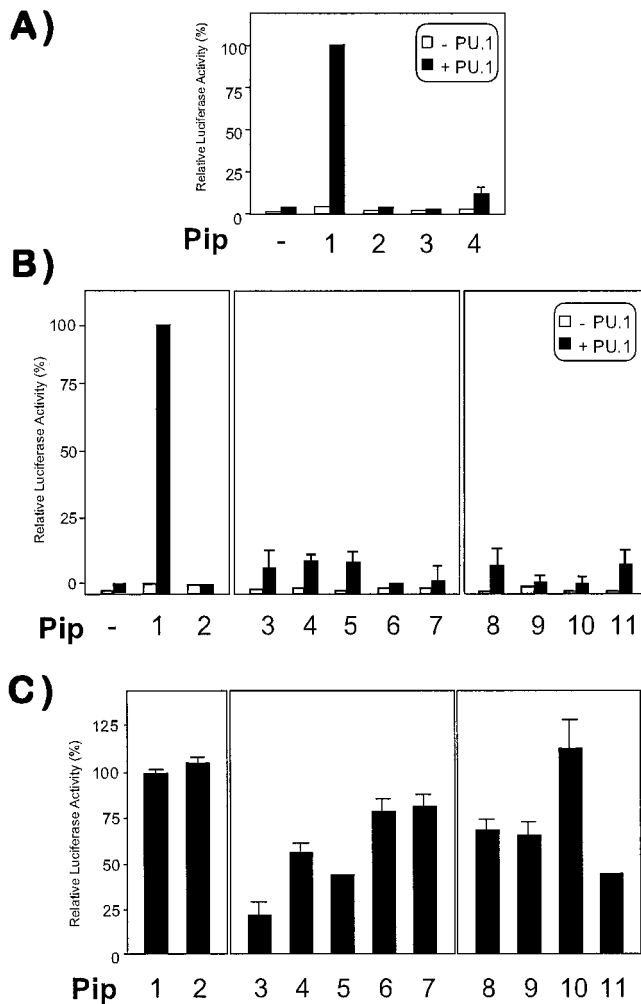 A)
Relative Luciferase Activity (%)
100
75
50
25
0
- PU.1
+ PU.1
Pip - 1 2 3 4
B)
Relative Luciferase Activity (%)
100
75
50
25
0
- PU.1
+ PU.1
Pip - 1 2 3 4 5 6 7 8 9 10 11
C)
Relative Luciferase Activity (%)
125
100
75
50
25
0
Pip 1 2 3 4 5 6 7 8 9 10 11